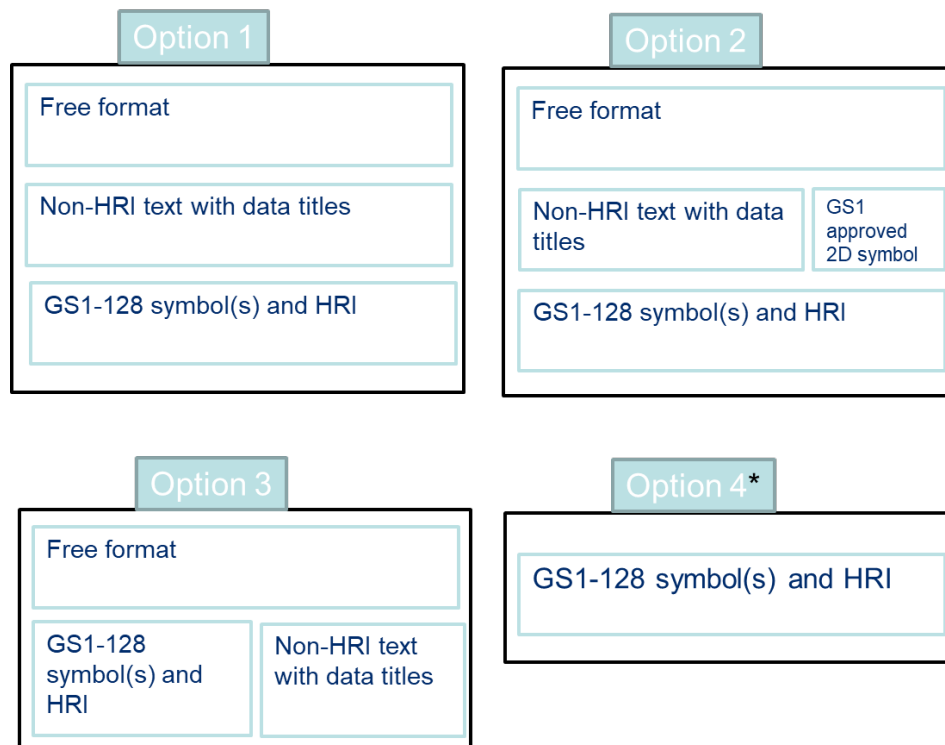 Option 1
Free format
Non-HRI text with data titles
GS1-128 symbol(s) and HRI
Option 2
Free format
Non-HRI text with data
titles
GS1
approved
2D symbol
GS1-128 symbol(s) and HRI
Option 3
Free format
GS1-128
symbol(s) and
HRI
Non-HRI text
with data titles
Option 4*
GS1-128 symbol(s) and HRI